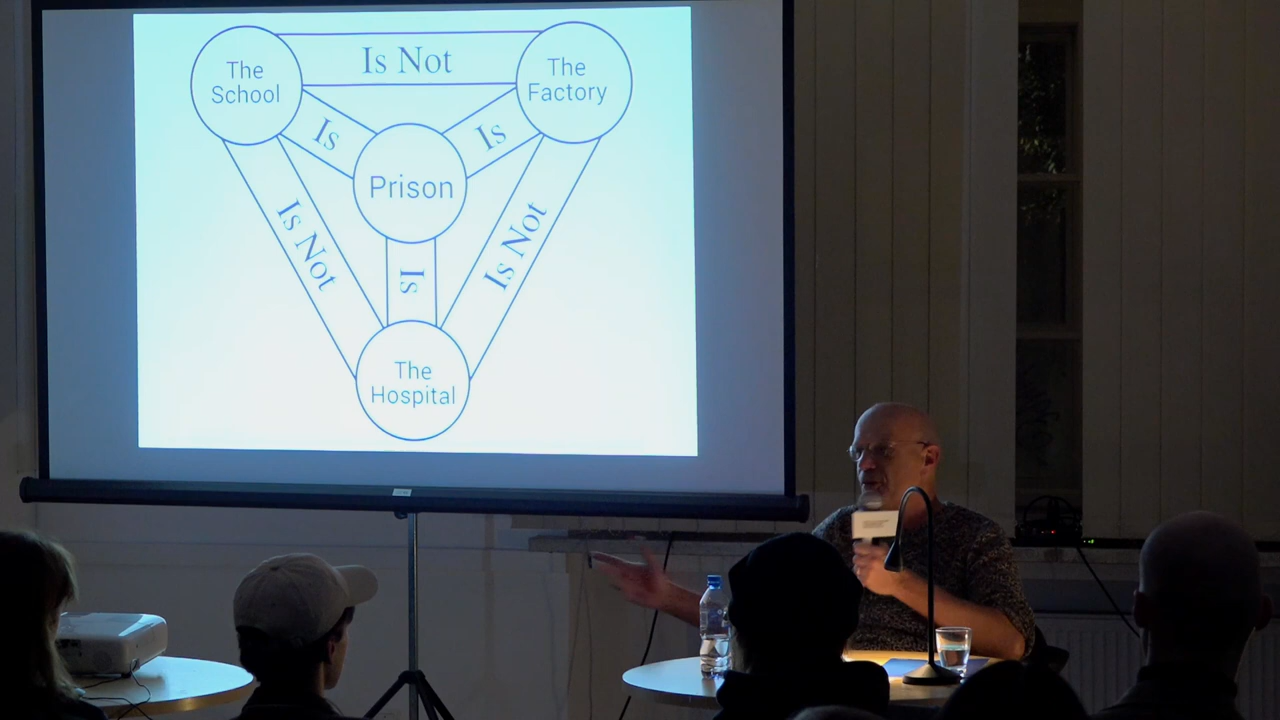 The
School
Is Not
The
Factory
Is
Is
Prison
Is Not
Is
Is Not
The
Hospital